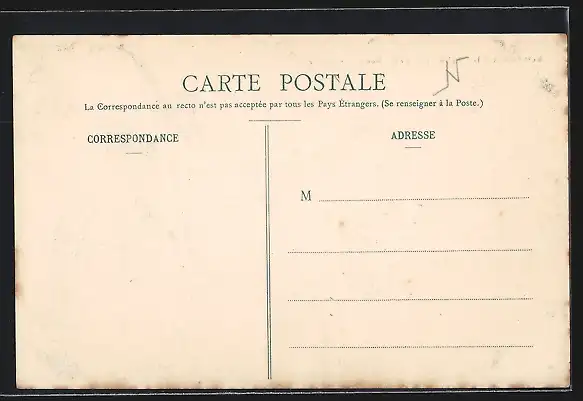 CARTE POSTALE
La Correspondance au recto n'est pas acceptée par tous les Pays Étrangers. (Se renseigner à la Poste.)
CORRESPONDANCE
ADRESSE
M